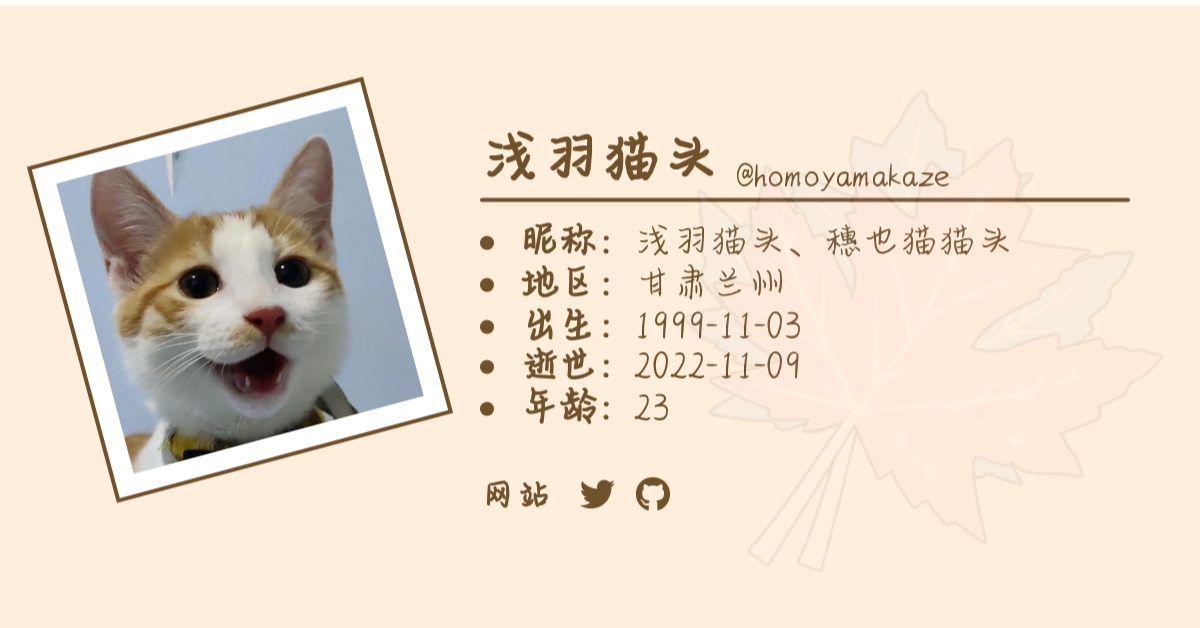 浅羽猫头 @homoyamakaze
昵称：浅羽猫头、穗也猫猫头
地区：甘肃兰州
出生：1999-11-03
逝世：2022-11-09
年龄：23
网站